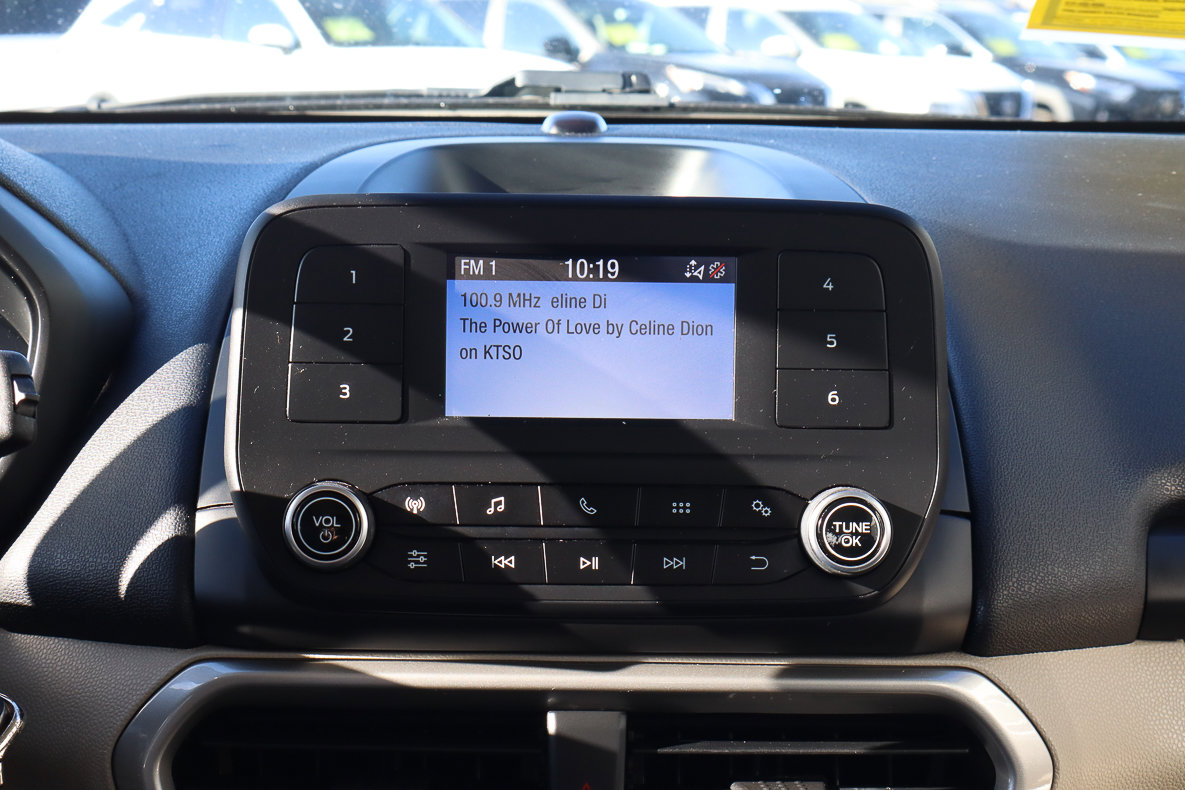 FM 1 10:19
100.9 MHz eline Di
The Power Of Love by Celine Dion
on KTSO
1
2
3
4
5
6
VOL
TUNE
OK